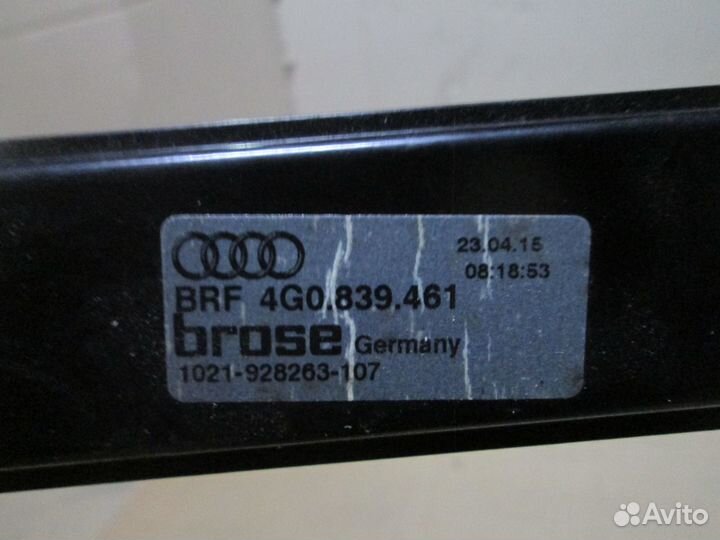 23.04.15
08:18:53
BRF 4G0.839.461
brose Germany
1021-928263-107
Avito